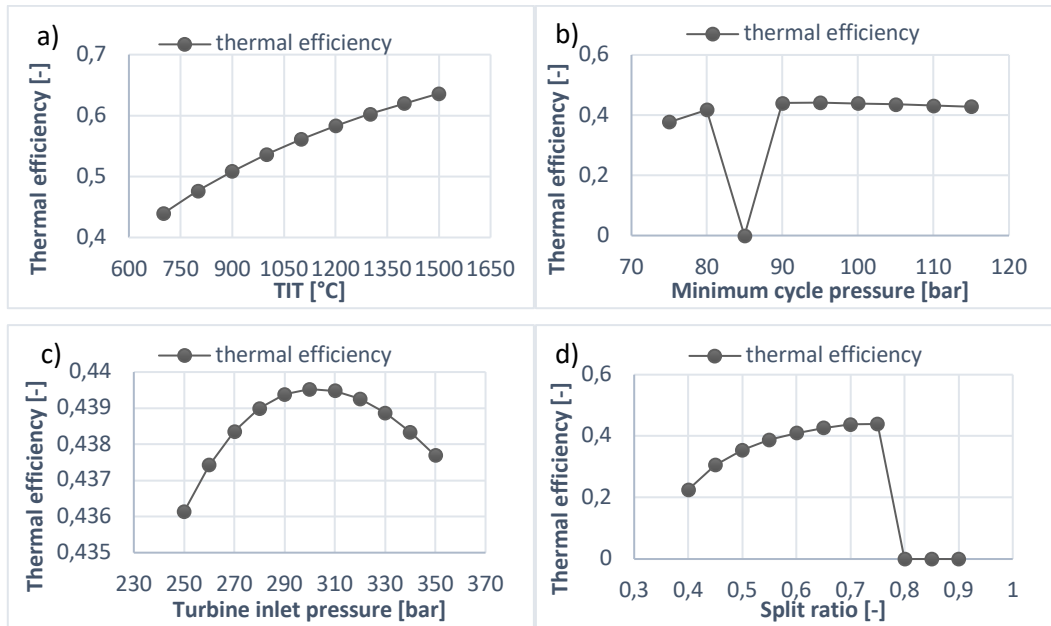 a)
thermal efficiency
Thermal efficiency [-]
0,7
0,6
0,5
0,4
600 750 900 1050 1200 1350 1500 1650
TIT [°C]
b)
thermal efficiency
Thermal efficiency [-]
0,6
0,4
0,2
0
70 80 90 100 110 120
Minimum cycle pressure [bar]
c)
thermal efficiency
Thermal efficiency [-]
0,44
0,439
0,438
0,437
0,436
0,435
230 250 270 290 310 330 350 370
Turbine inlet pressure [bar]
d)
thermal efficiency
Thermal efficiency [-]
0,6
0,4
0,2
0
0,3 0,4 0,5 0,6 0,7 0,8 0,9 1
Split ratio [-]